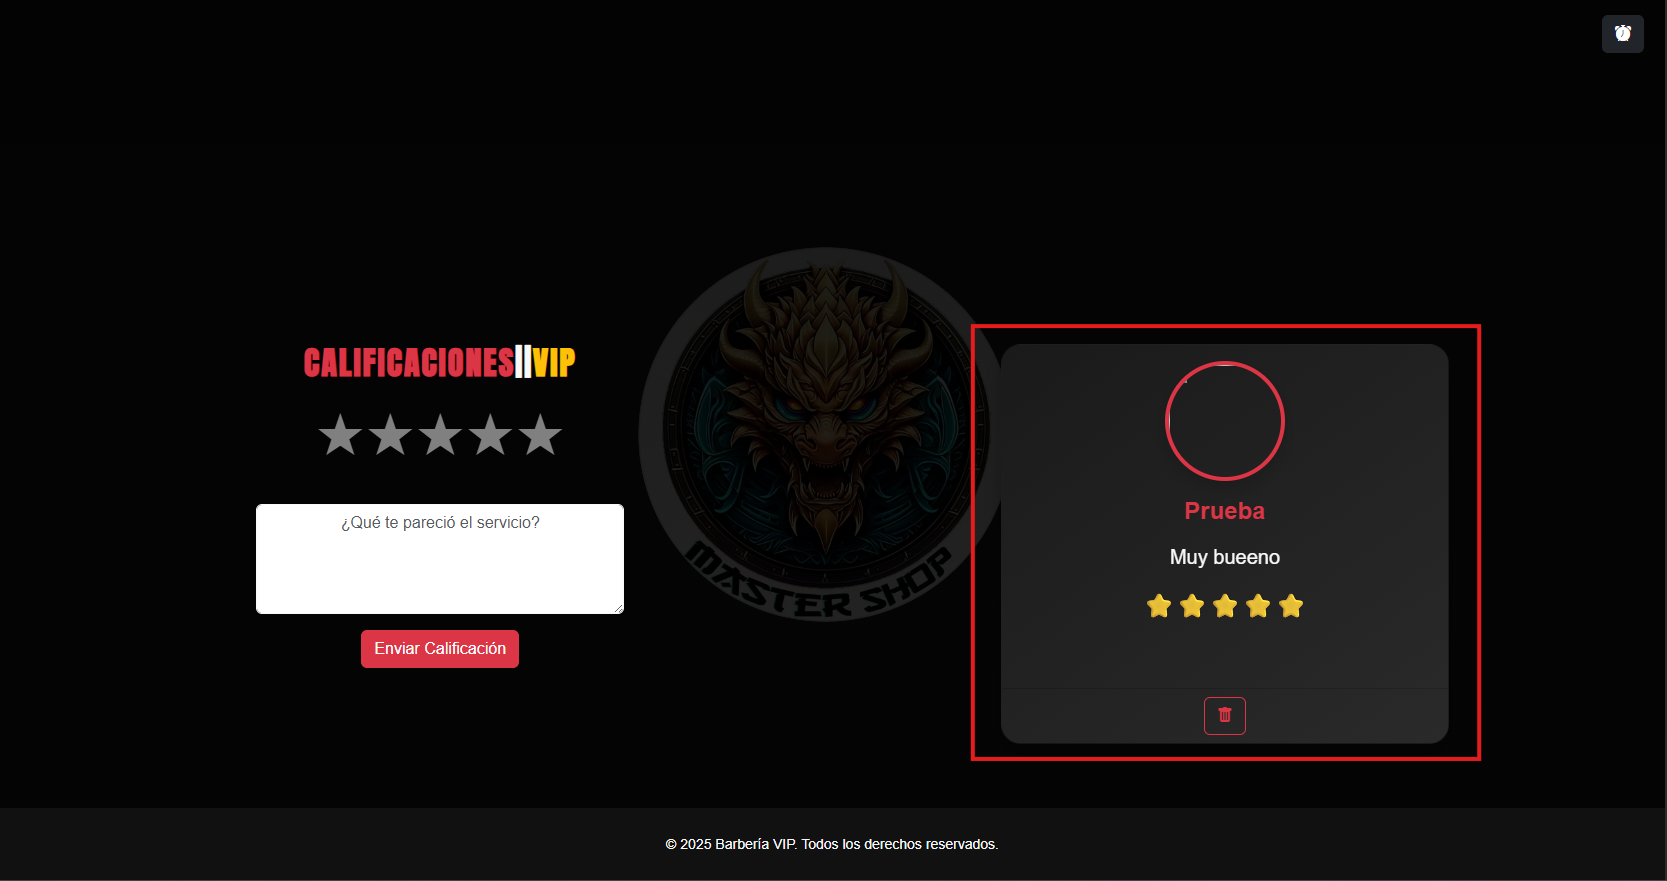 CALIFICACIONES||VIP
¿Qué te pareció el servicio?
Enviar Calificación
MASTER SHOP
Prueba
Muy bueeno
© 2025 Barbería VIP. Todos los derechos reservados.